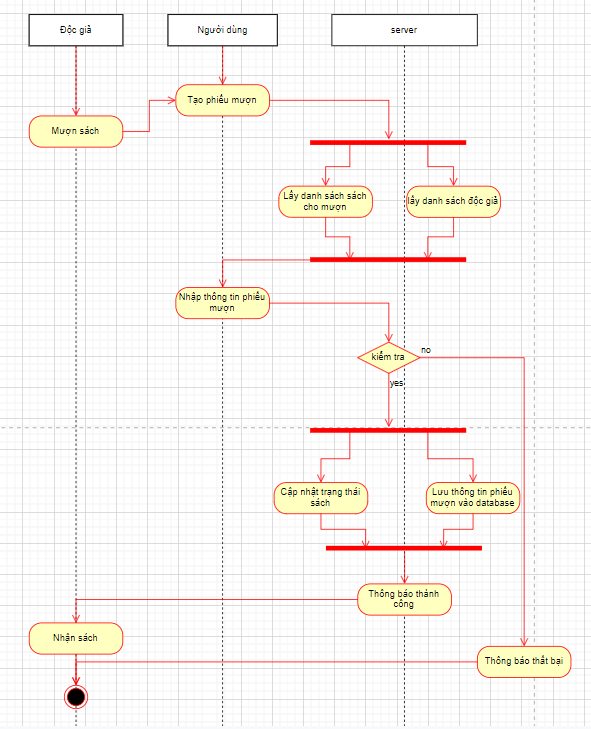 Độc giả
Người dùng
server
Tạo phiếu mượn
Mượn sách
Lấy danh sách sách
cho mượn
lấy danh sách độc giả
Nhập thông tin phiếu
mượn
kiểm tra
no
yes
Cập nhật trạng thái
sách
Lưu thông tin phiếu
mượn vào database
Thông báo thành
công
Nhận sách
Thông báo thất bại